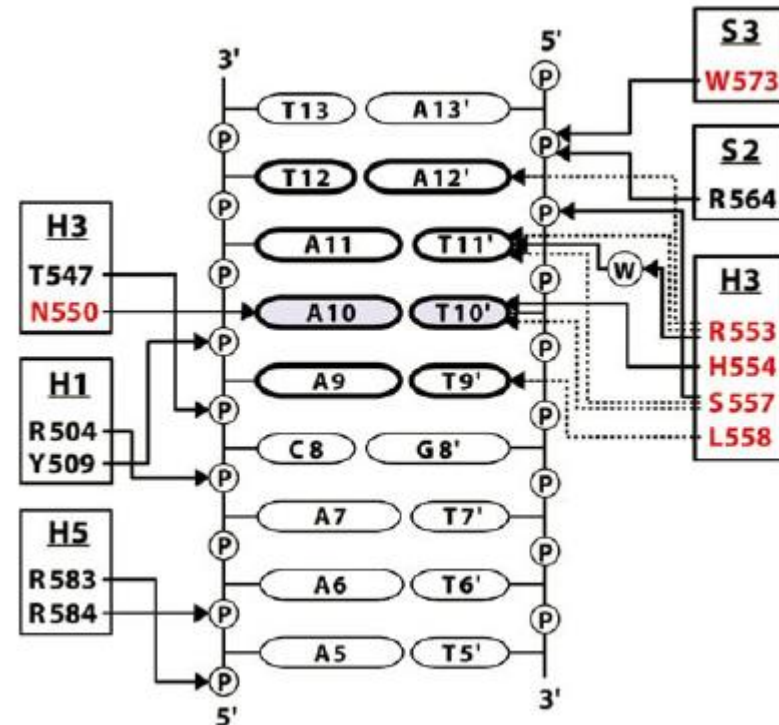 H3
T547
N550
H1
R504
Y509
H5
R583
R584
3' 5'
P
T13 A13'
P P
T12 A12'
P P
A11 T11'
P P
A10 T10'
P P
A9 T9'
P P
C8 G8'
P P
A7 T7'
P P
A6 T6'
P P
A5 T5'
P
5' 3'
W
S3
W573
S2
R564
H3
R553
H554
S557
L558